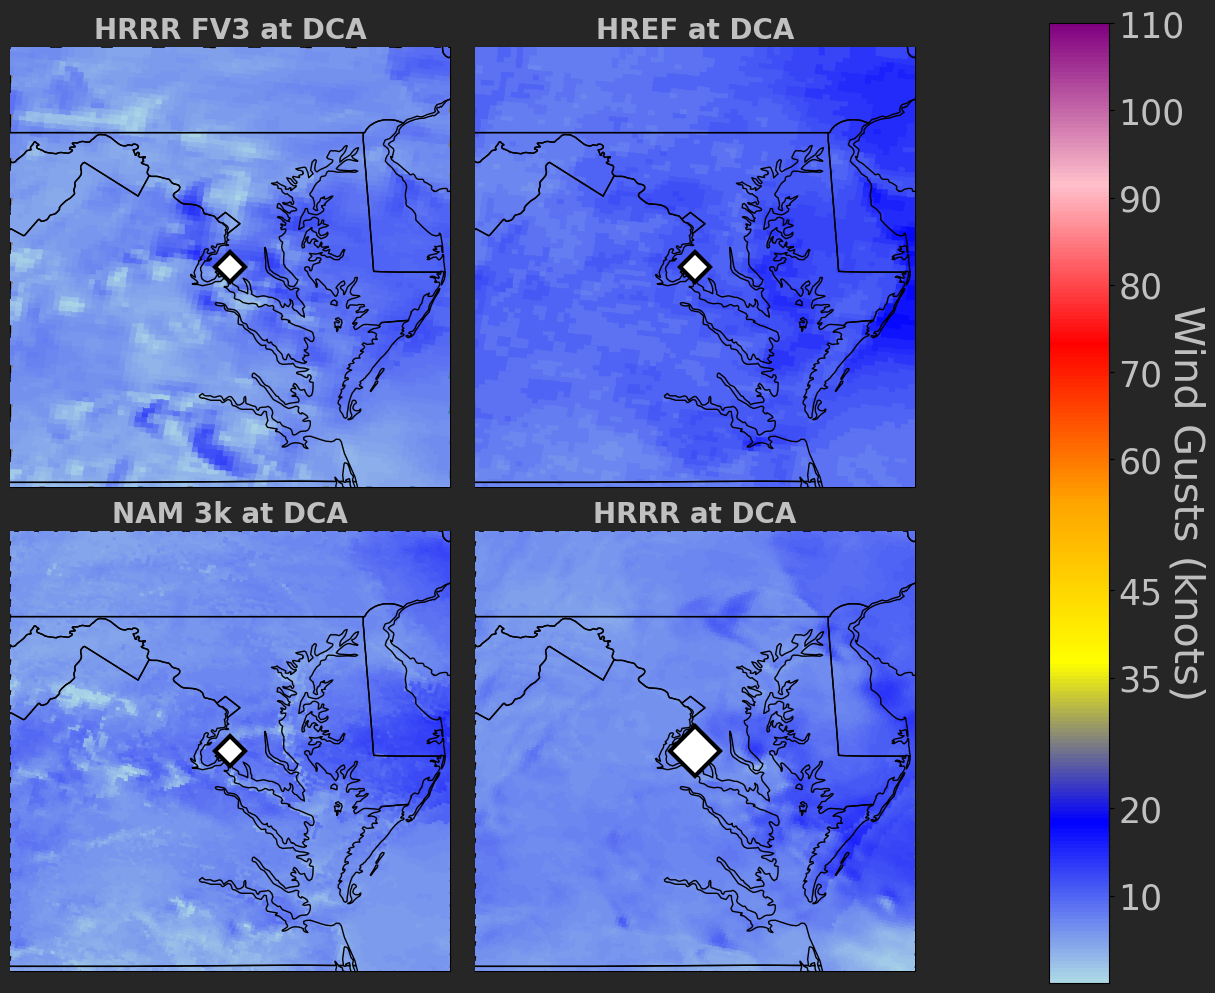 HRRR FV3 at DCA
HREF at DCA
NAM 3k at DCA
HRRR at DCA
110
100
90
80
70
60
45
35
20
10
Wind Gusts (knots)